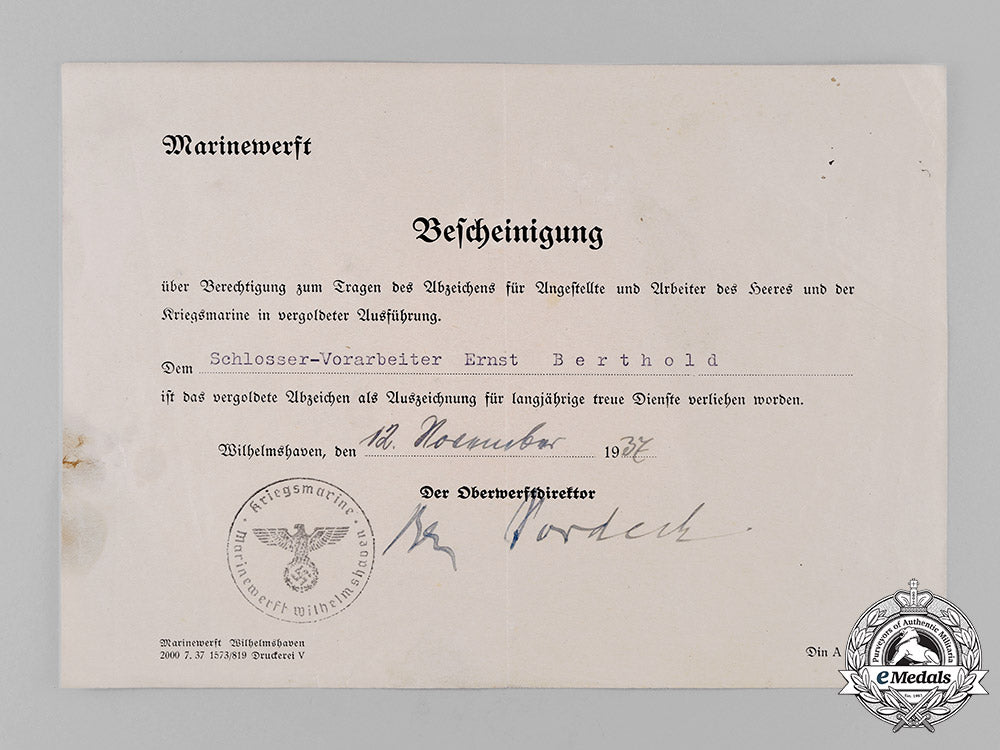 Marinewerft
Bescheinigung
über Berechtigung zum Tragen des Abzeichens für Angestellte und Arbeiter des Heeres und der
Kriegsmarine in vergoldeter Ausführung.
Dem Schlosser-Vorarbeiter Ernst B e r t h o l d
ist das vergoldete Abzeichen als Auszeichnung für langjährige treue Dienste verliehen worden.
Wilhelmshaven, den 12. November 1937
Der Oberwerftdirektor
Kriegsmarine
Marinewerft Wilhelmshaven
Marinewerft Wilhelmshaven
2000 7. 37 1573/819 Druckerei V
Din A
Purveyors of Authentic Militaria
eMedals